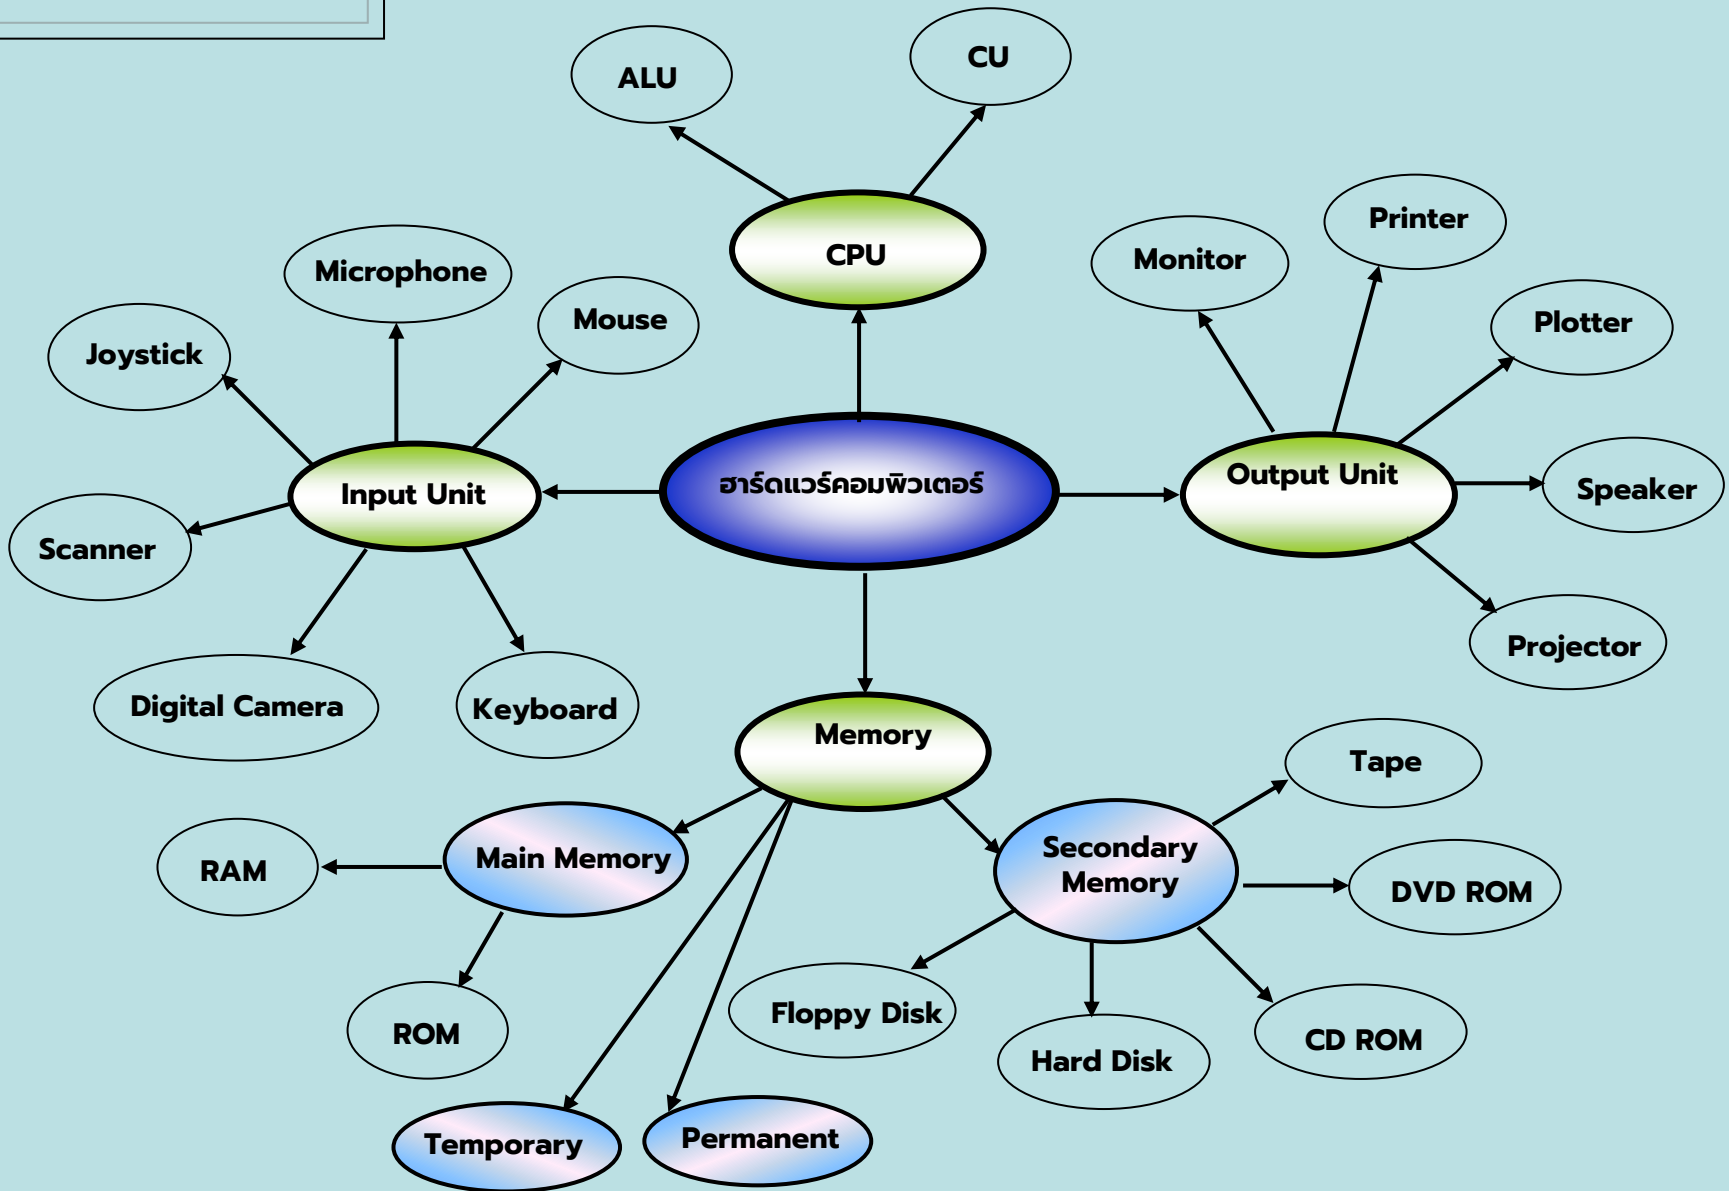 CU
ALU
Printer
CPU
Monitor
Microphone
Mouse
Plotter
Joystick
Output Unit
ฮาร์ดแวร์คอมพิวเตอร์
Input Unit
Speaker
Scanner
Projector
Digital Camera
Keyboard
Memory
Tape
Secondary
Memory
Main Memory
RAM
DVD ROM
Floppy Disk
ROM
CD ROM
Hard Disk
Temporary
Permanent